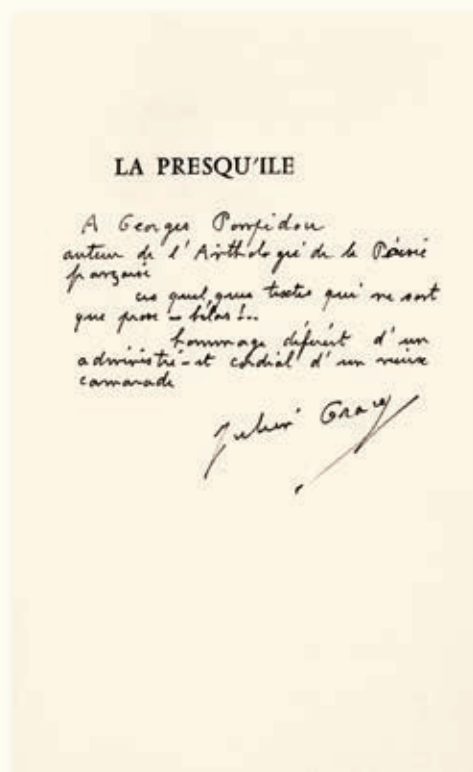 LA PRESQU'ILE
A Georges Pompidou
auteur de l'Anthologie de la Poésie
française
ces quelques textes qui ne sont
que prose – hélas !..
hommage déférent d'un
administré – et cordial d'un vieux
camarade
Julien Gracq